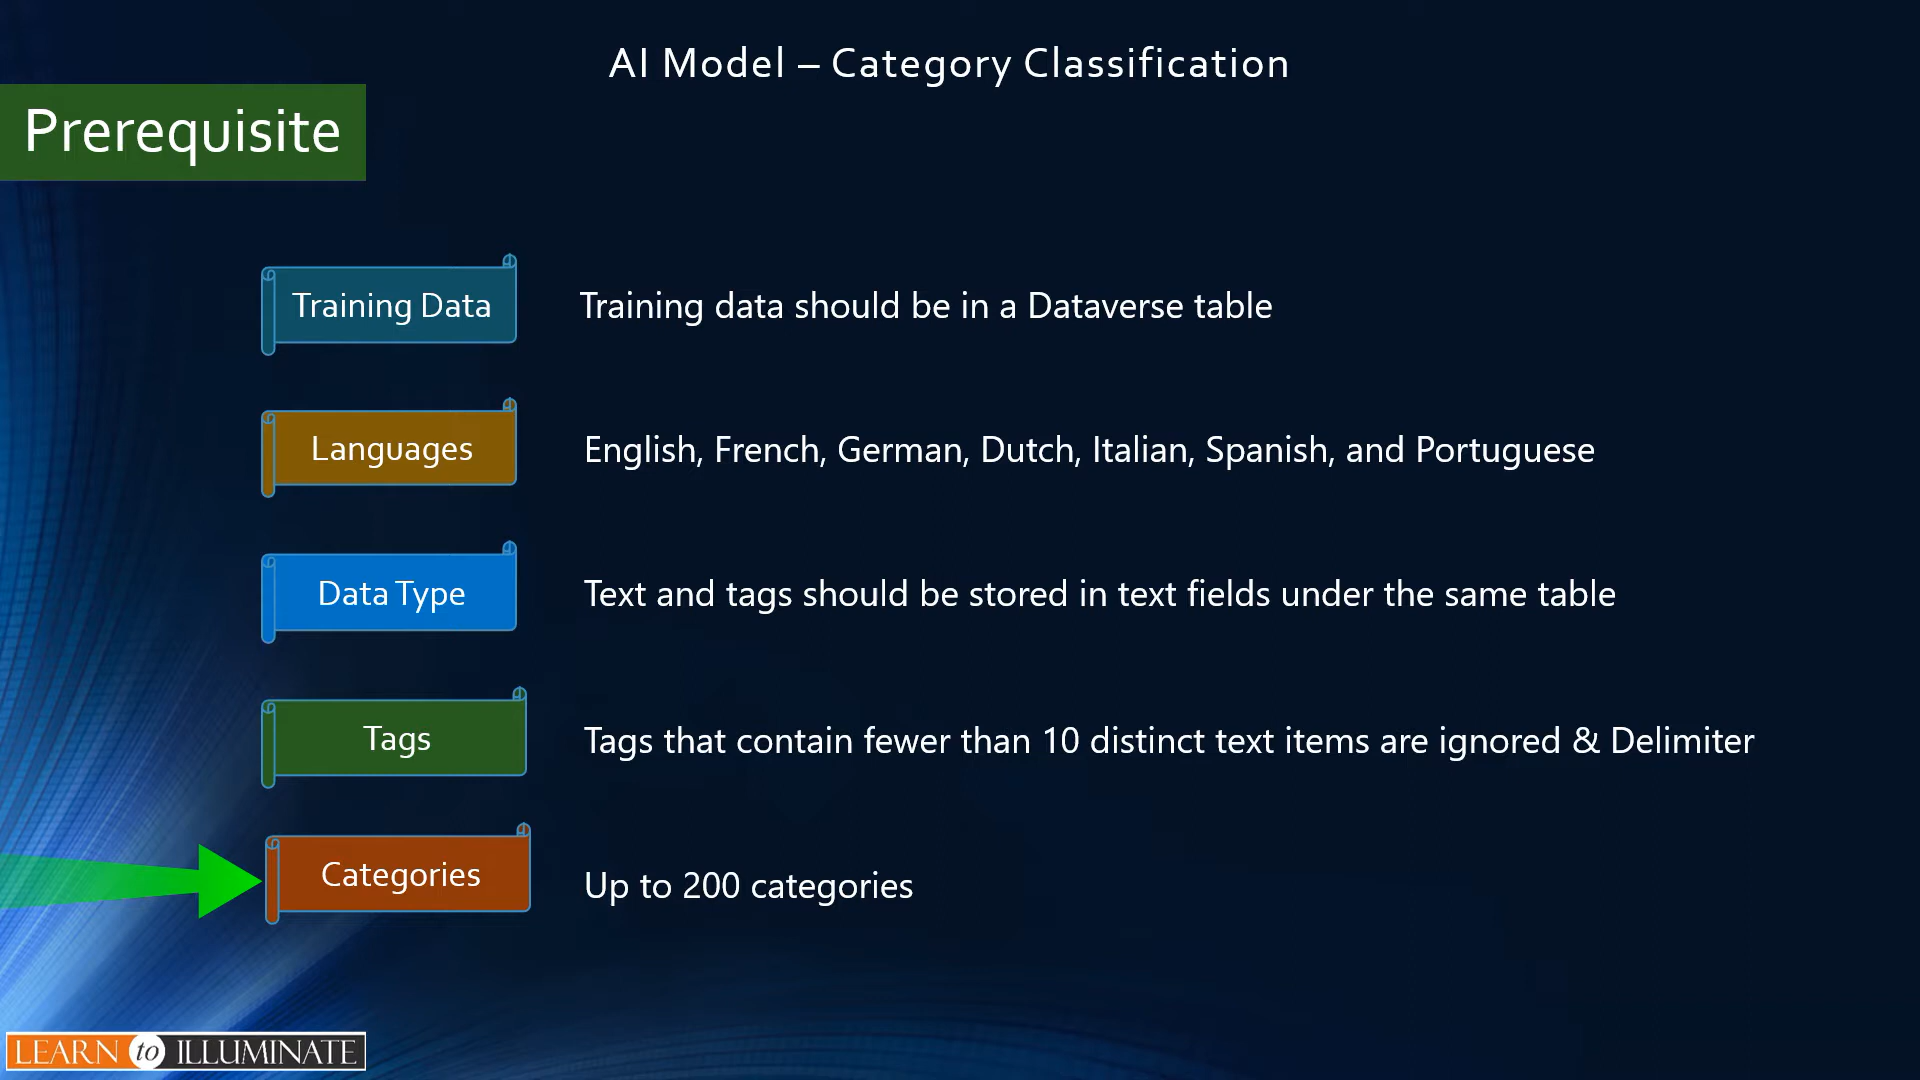 AI Model – Category Classification
Prerequisite
Training Data
Training data should be in a Dataverse table
Languages
English, French, German, Dutch, Italian, Spanish, and Portuguese
Data Type
Text and tags should be stored in text fields under the same table
Tags
Tags that contain fewer than 10 distinct text items are ignored & Delimiter
Categories
Up to 200 categories
LEARN to ILLUMINATE